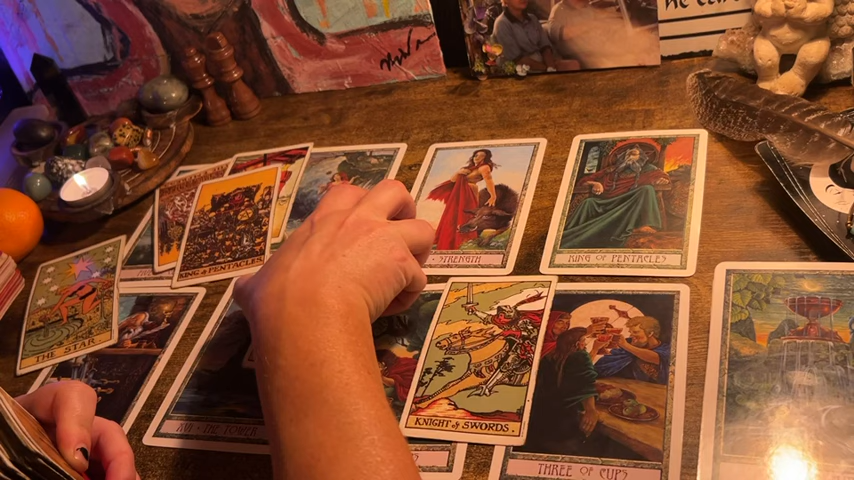 KING of PENTACLES
STRENGTH
KING OF PENTACLES
THE STAR
XVI • THE TOWER
KNIGHT of SWORDS.
THREE OF CUPS